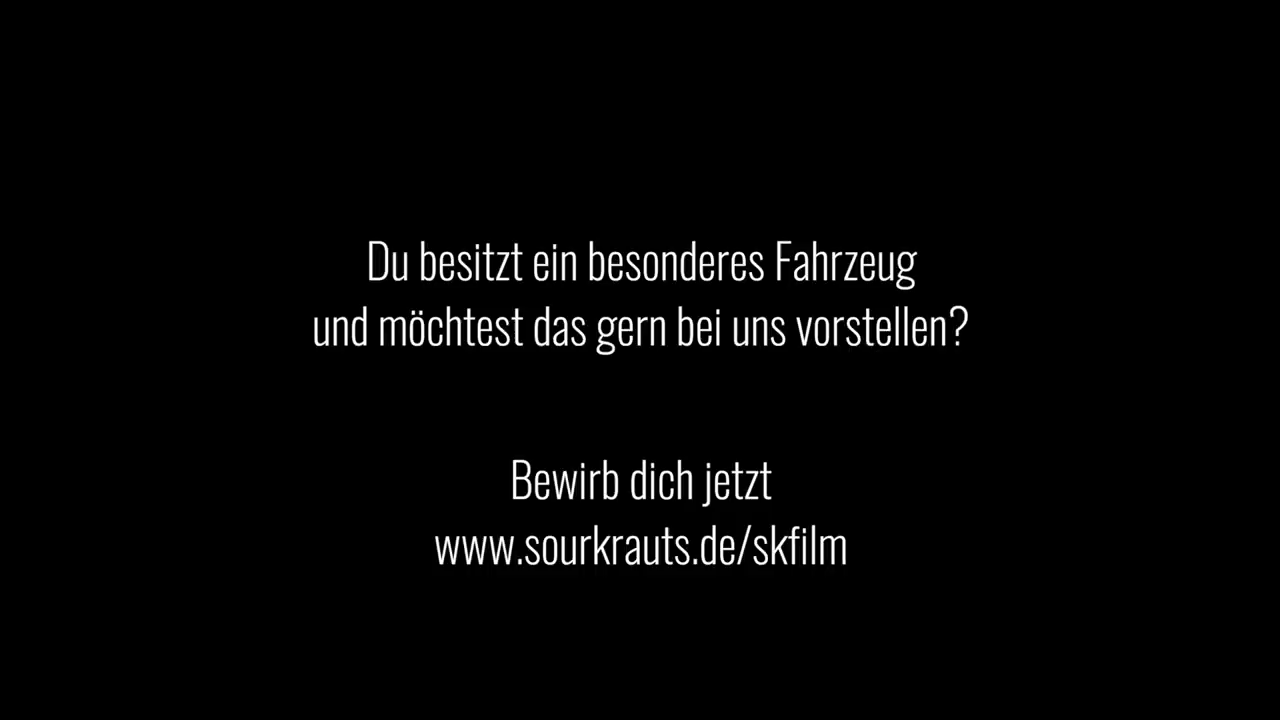 Du besitzt ein besonderes Fahrzeug
und möchtest das gern bei uns vorstellen?
Bewirb dich jetzt
www.sourkrauts.de/skfilm